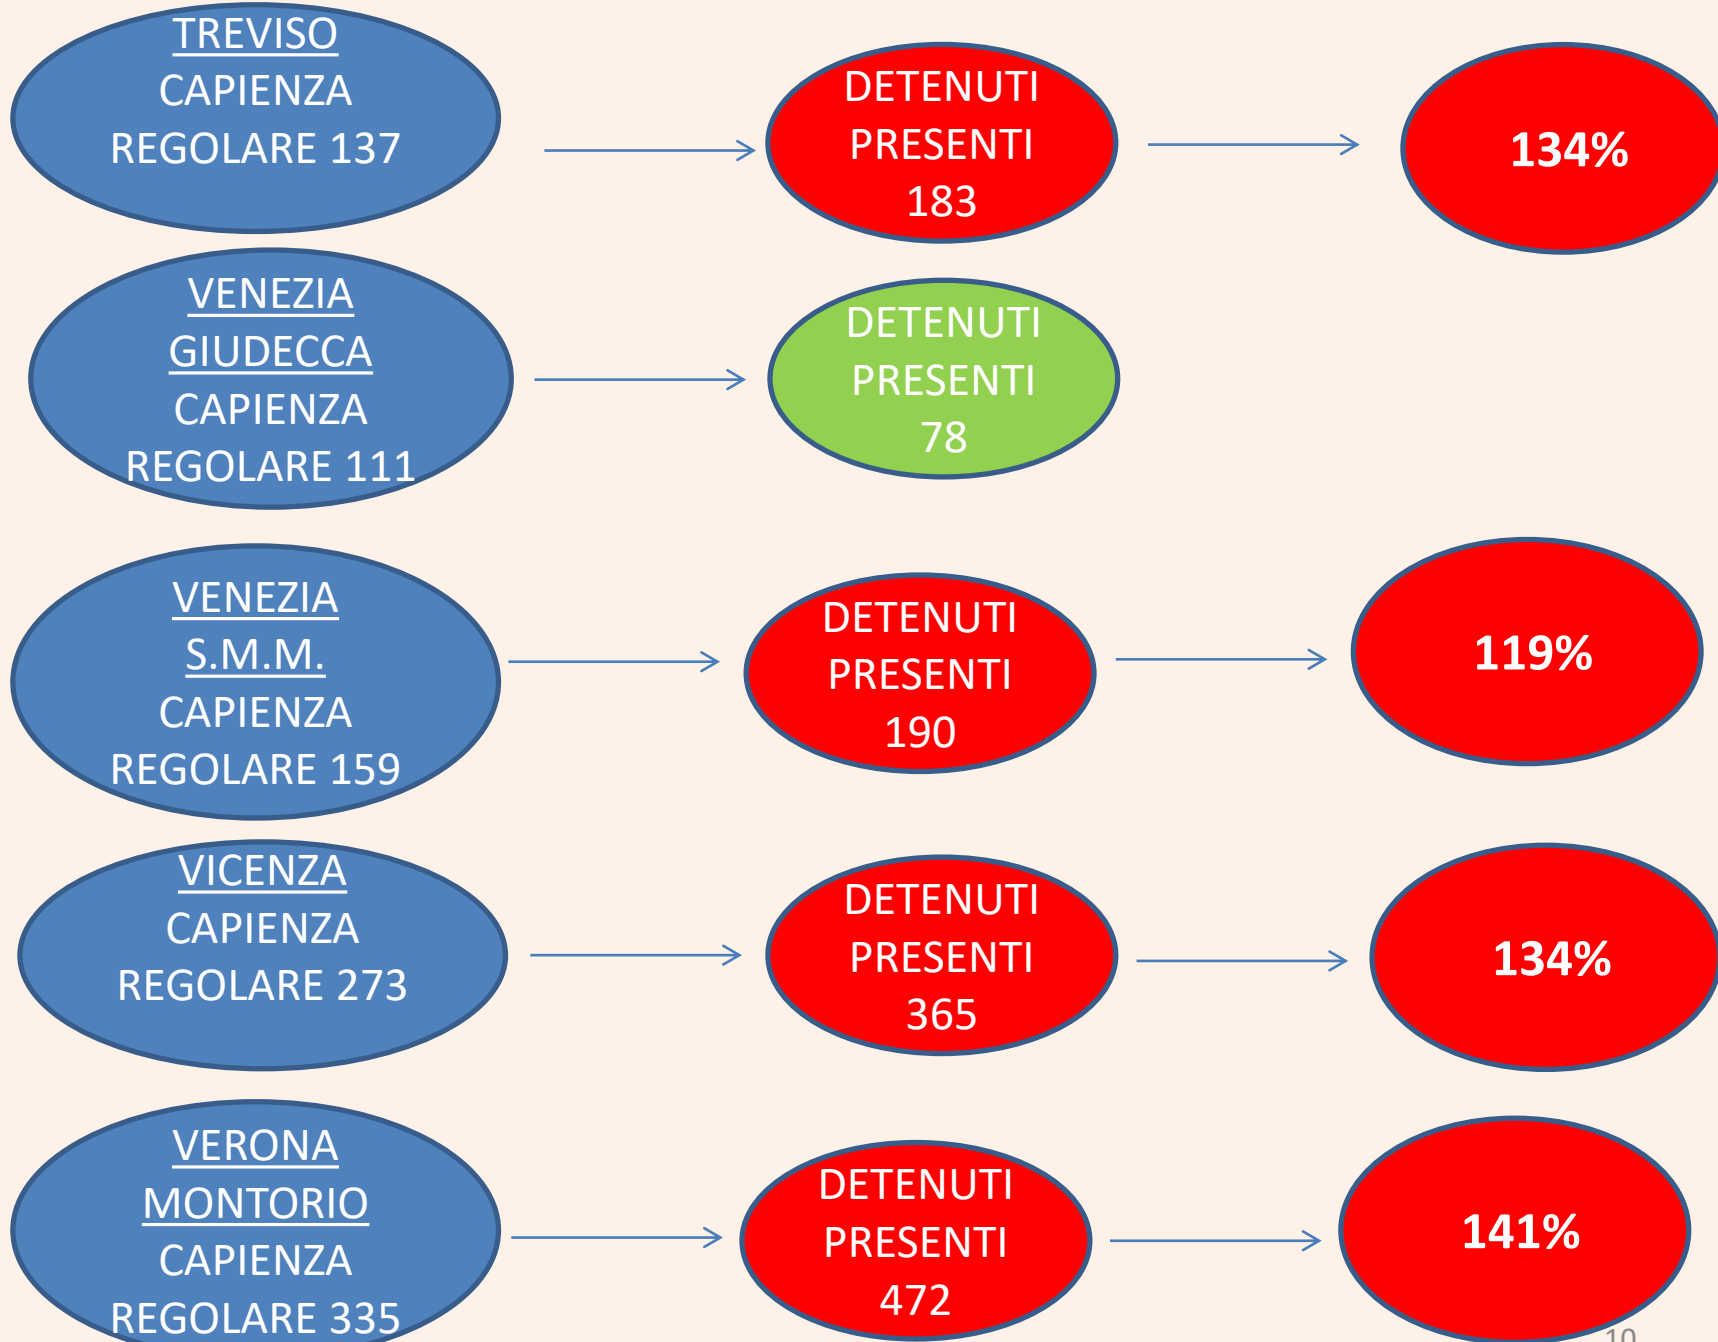 TREVISO
CAPIENZA
REGOLARE 137
DETENUTI
PRESENTI
183
134%
VENEZIA
GIUDECCA
CAPIENZA
REGOLARE 111
DETENUTI
PRESENTI
78
VENEZIA
S.M.M.
CAPIENZA
REGOLARE 159
DETENUTI
PRESENTI
190
119%
VICENZA
CAPIENZA
REGOLARE 273
DETENUTI
PRESENTI
365
134%
VERONA
MONTORIO
CAPIENZA
REGOLARE 335
DETENUTI
PRESENTI
472
141%
10